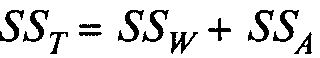 SS_T = SS_W + SS_A